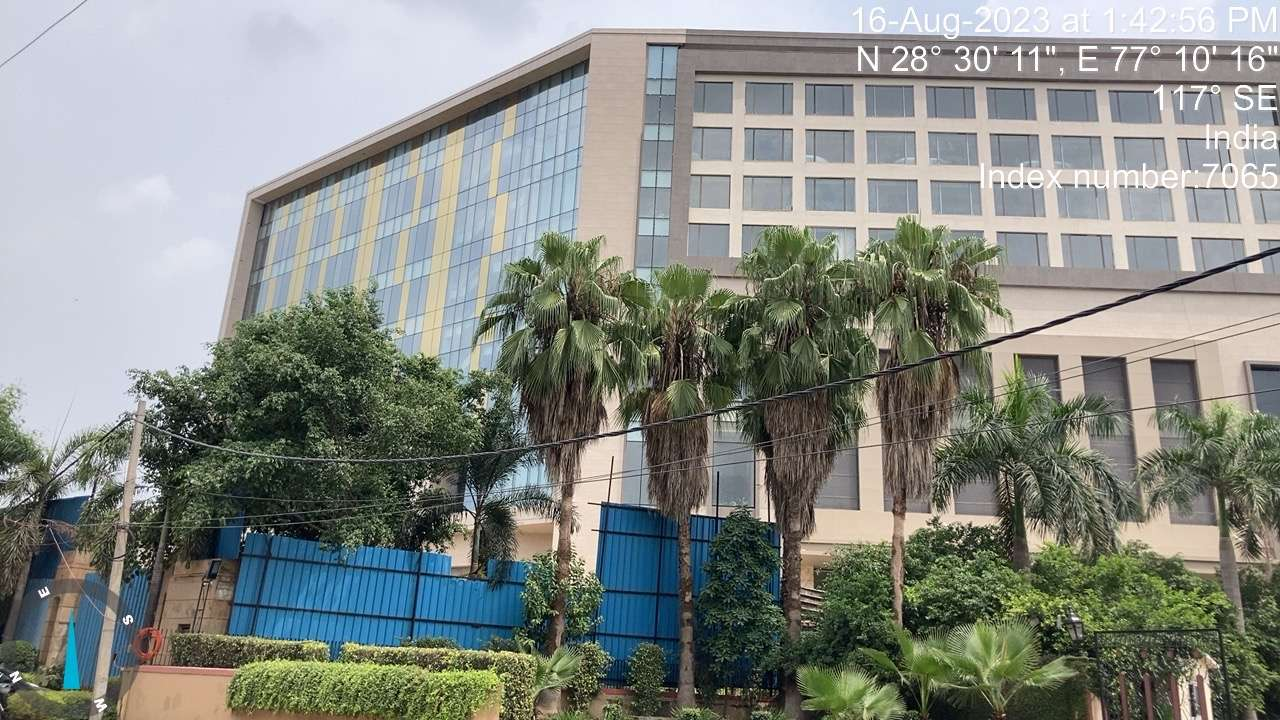 16-Aug-2023 at 1:42:56 PM
N 28° 30' 11", E 77° 10' 16"
117° SE
India
Index number:7065
E
S
N
W